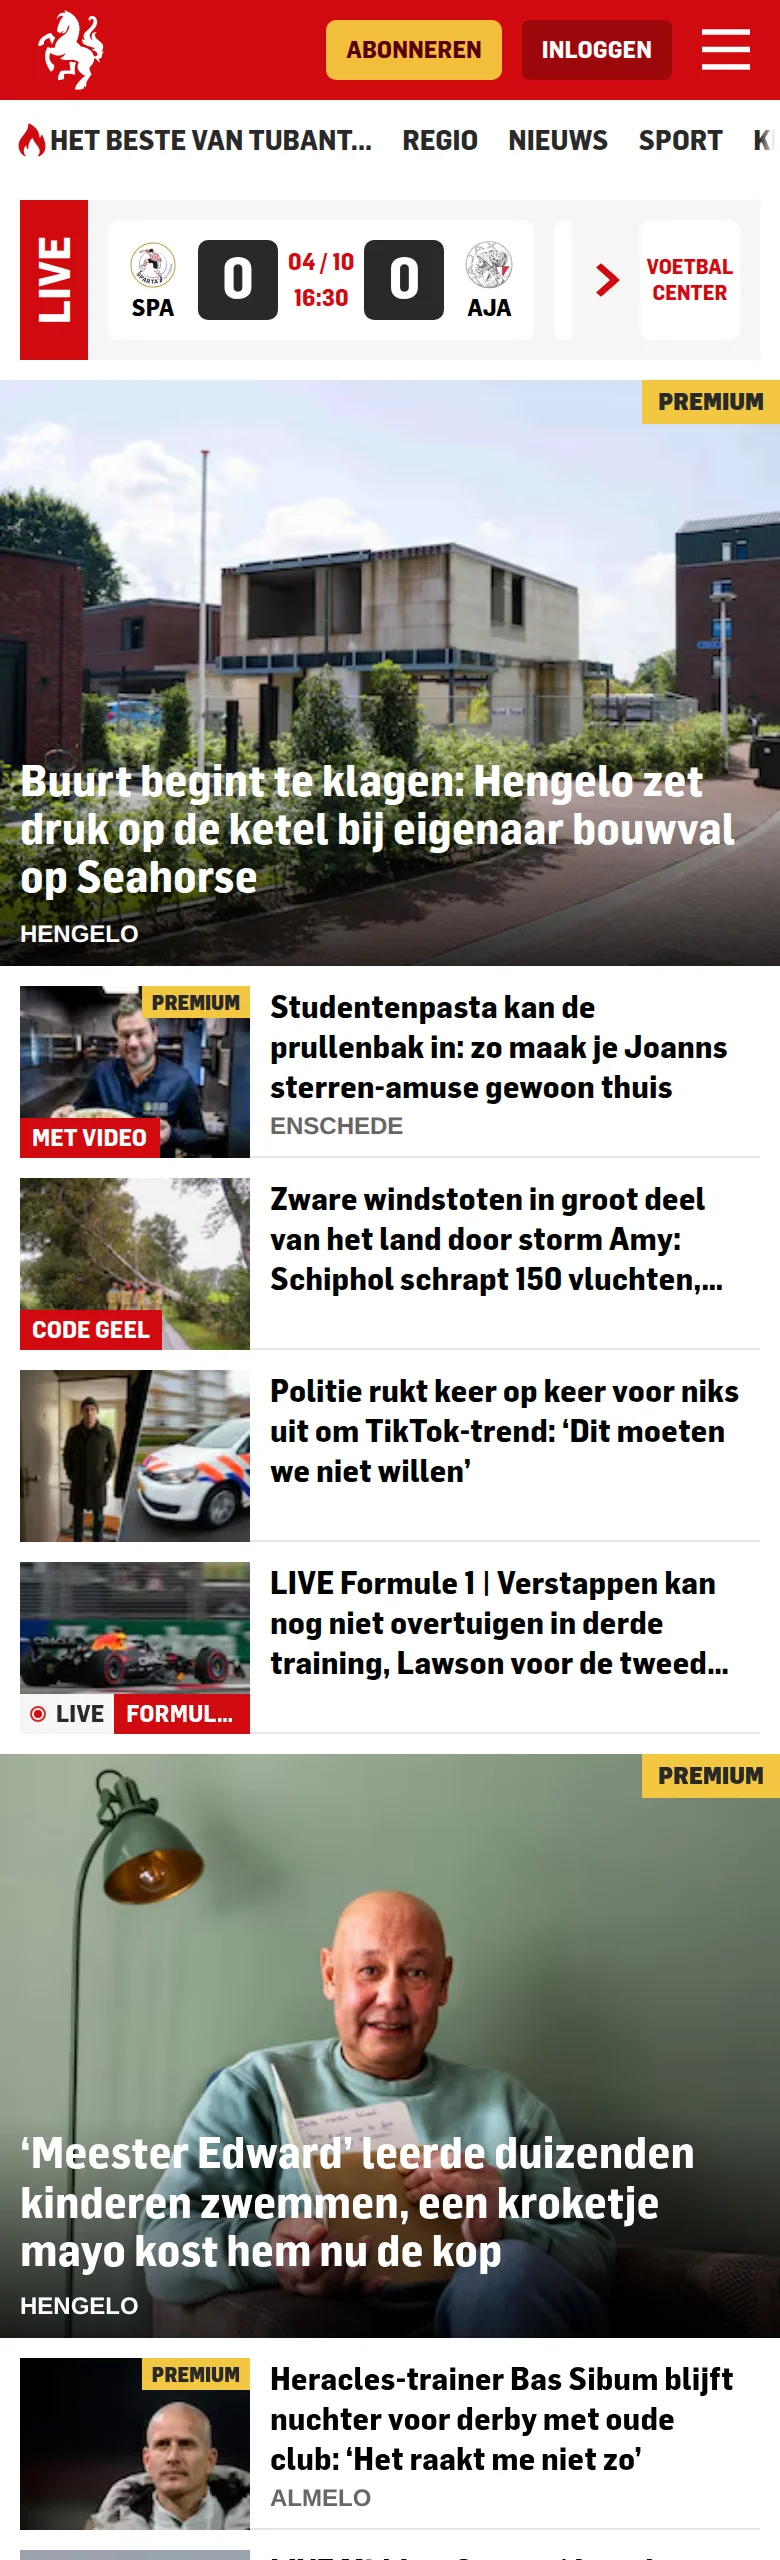 ABONNEREN
INLOGGEN
HET BESTE VAN TUBANT... REGIO NIEUWS SPORT
LIVE
SPA
0
04 / 10
16:30
0
AJA
VOETBAL
CENTER
PREMIUM
Buurt begint te klagen: Hengelo zet
druk op de ketel bij eigenaar bouwval
op Seahorse
HENGELO
PREMIUM
MET VIDEO
Studentenpasta kan de
prullenbak in: zo maak je Joanns
sterren-amuse gewoon thuis
ENSCHEDE
CODE GEEL
Zware windstoten in groot deel
van het land door storm Amy:
Schiphol schrapt 150 vluchten,...
Politie rukt keer op keer voor niks
uit om TikTok-trend: ‘Dit moeten
we niet willen’
LIVE FORMUL...
LIVE Formule 1 | Verstappen kan
nog niet overtuigen in derde
training, Lawson voor de tweed...
PREMIUM
‘Meester Edward’ leerde duizenden
kinderen zwemmen, een kroketje
mayo kost hem nu de kop
HENGELO
PREMIUM
Heracles-trainer Bas Sibum blijft
nuchter voor derby met oude
club: ‘Het raakt me niet zo’
ALMELO